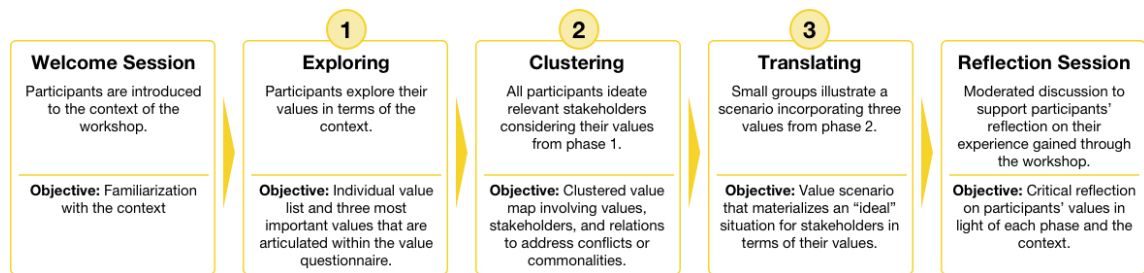 1
2
3
Welcome Session
Participants are introduced
to the context of the
workshop.
Objective: Familiarization
with the context
Exploring
Participants explore their
values in terms of the
context.
Objective: Individual value
list and three most
important values that are
articulated within the value
questionnaire.
Clustering
All participants ideate
relevant stakeholders
considering their values
from phase 1.
Objective: Clustered value
map involving values,
stakeholders, and relations
to address conflicts or
commonalities.
Translating
Small groups illustrate a
scenario incorporating three
values from phase 2.
Objective: Value scenario
that materializes an “ideal”
situation for stakeholders in
terms of their values.
Reflection Session
Moderated discussion to
support participants’
reflection on their
experience gained through
the workshop.
Objective: Critical reflection
on participants’ values in
light of each phase and the
context.